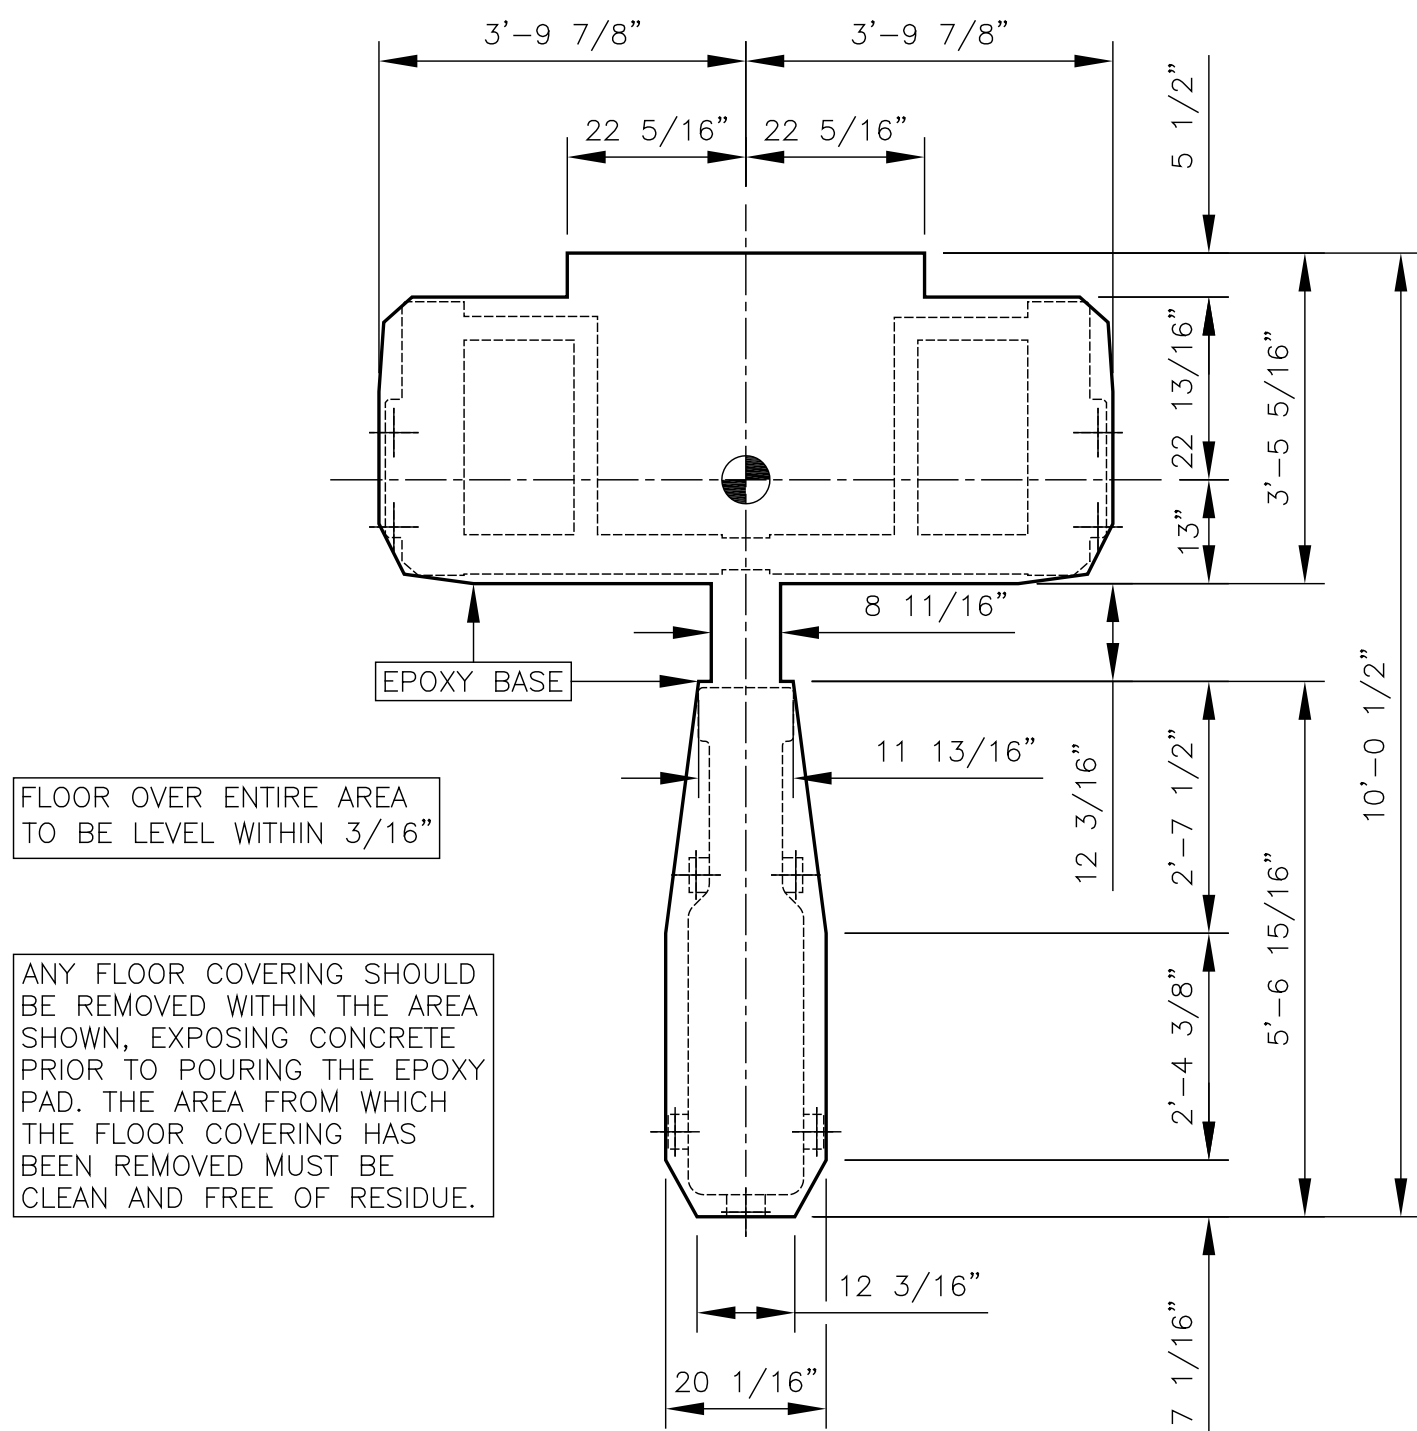 3’–9 7/8”
3’–9 7/8”
22 5/16”
22 5/16”
5 1/2”
22 13/16”
3’–5 5/16”
13”
8 11/16”
EPOXY BASE
10’–0 1/2”
11 13/16”
12 3/16”
2’–7 1/2”
FLOOR OVER ENTIRE AREA
TO BE LEVEL WITHIN 3/16”
5’–6 15/16”
2’–4 3/8”
ANY FLOOR COVERING SHOULD
BE REMOVED WITHIN THE AREA
SHOWN, EXPOSING CONCRETE
PRIOR TO POURING THE EPOXY
PAD. THE AREA FROM WHICH
THE FLOOR COVERING HAS
BEEN REMOVED MUST BE
CLEAN AND FREE OF RESIDUE.
12 3/16”
7 1/16”
20 1/16”